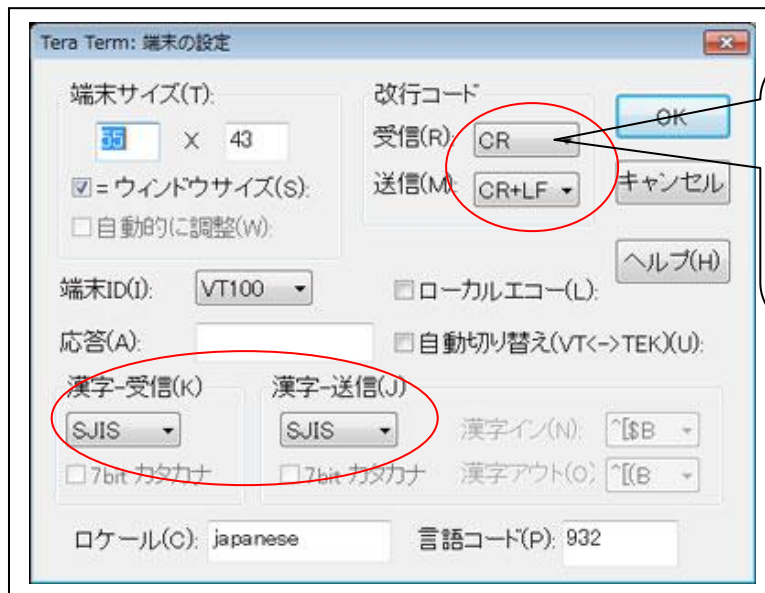 Tera Term: 端末の設定
端末サイズ(T):
55 X 43
= ウィンドウサイズ(S):
自動的に調整(W):
改行コード
受信(R): CR
送信(M): CR+LF
OK
キャンセル
ヘルプ(H)
端末ID(I): VT100
ローカルエコー(L):
応答(A):
自動切り替え(VT<->TEK)(U):
漢字-受信(K)
SJIS
7bit カタカナ
漢字-送信(J)
SJIS
7bit カタカナ
漢字イン(N): ^[$B
漢字アウト(O): ^[(B
ロケール(C): japanese
言語コード(P): 932